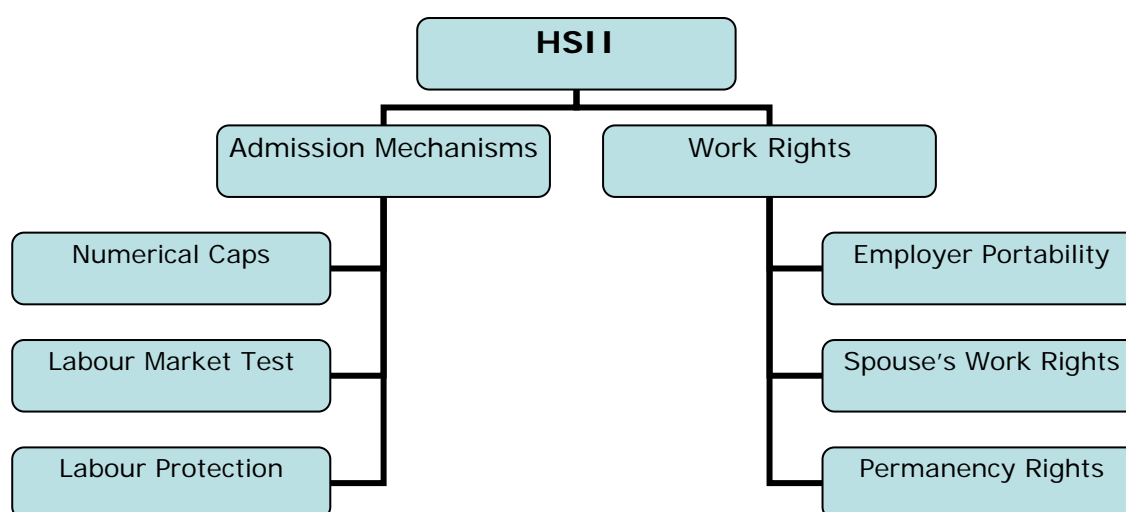 HSII
Admission Mechanisms
Work Rights
Numerical Caps
Employer Portability
Labour Market Test
Spouse's Work Rights
Labour Protection
Permanency Rights